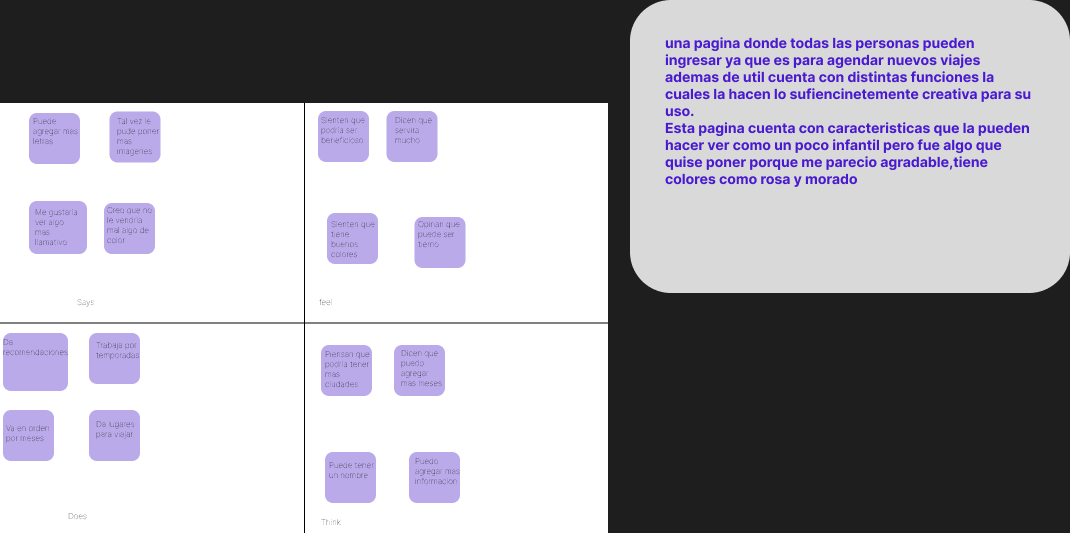 una pagina donde todas las personas pueden
ingresar ya que es para agendar nuevos viajes
ademas de util cuenta con distintas funciones la
cuales la hacen lo sufiencinetemente creativa para su
uso.
Esta pagina cuenta con caracteristicas que la pueden
hacer ver como un poco infantil pero fue algo que
quise poner porque me parecio agradable,tiene
colores como rosa y morado
Puede
agregar mas
letras
Tal vez le
pude poner
mas
imagenes
Me gustaria
ver algo
mas
llamativo
Creo que no
le vendria
mal algo de
color
Says
Sienten que
podria ser
beneficioso
Dicen que
servira
mucho
Sienten que
tiene
buenos
colores
Opinan que
puede ser
tierno
feel
Da
recomendaciones
Trabaja por
temporadas
Va en orden
por meses
Da lugares
para viajar
Does
Piensan que
podria tener
mas
ciudades
Dicen que
puedo
agregar
mas meses
Puede tener
un nombre
Puedo
agregar mas
informacion
Think